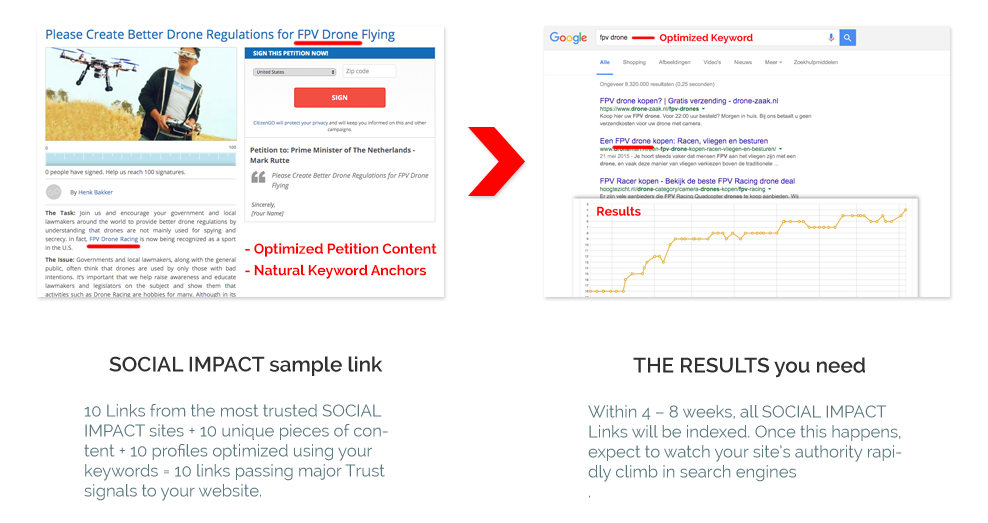 Please Create Better Drone Regulations for FPV Drone Flying
0
100
0 people have signed. Help us reach 100 signatures.
By Henk Bakker
The Task: Join us and encourage your government and local
lawmakers around the world to provide better drone regulations by
understanding that drones are not mainly used for spying and
secrecy. In fact, FPV Drone Racing is now being recognized as a sport
in the U.S.
The Issue: Governments and local lawmakers, along with the general
public, often think that drones are used by only those with bad
intentions. It's important that we help raise awareness and educate
lawmakers and legislators on the subject and show them that
activities such as Drone Racing are hobbies for many. Although in its
SIGN THIS PETITION NOW!
United States
Zip code
SIGN
CitizenGO will protect your privacy and will keep you informed on this and other
campaigns.
Petition to: Prime Minister of The Netherlands -
Mark Rutte
Please Create Better Drone Regulations for FPV Drone
Flying
Sincerely,
[Your Name]
- Optimized Petition Content
- Natural Keyword Anchors
Google
fpv drone
Optimized Keyword
Alle Shopping Afbeeldingen Video's Nieuws Meer Zoekhulpmiddelen
Ongeveer 8.320.000 resultaten (0,25 seconden)
FPV drone kopen? | Gratis verzending - drone-zaak.nl
https://www.drone-zaak.nl/fpv-drones
Koop hier uw FPV drone. Voor 22:00 uur besteld? Morgen in huis. Bij ons betaalt u geen
verzendkosten voor uw drone met camera.
Een FPV drone kopen: Racen, vliegen en besturen
-fpv-drone-kopen-racen-vliegen-en-besturen/
21 mei 2015 - Je hoort steeds vaker dat mensen FPV aan het vliegen zijn met een
drone, en vaak deze manier van vliegen verkozen wordt boven de traditionele ...
FPV Racer kopen - Bekijk de beste FPV Racing drone deal
hoogtezicht.nl/drone-category/camera-drones-kopen/fpv-racing
Er zijn vele aanbieders de FPV Racing Quadcopter drones te koop aanbieden. Wij
Results
SOCIAL IMPACT sample link
10 Links from the most trusted SOCIAL
IMPACT sites + 10 unique pieces of con-
tent + 10 profiles optimized using your
keywords = 10 links passing major Trust
signals to your website.
THE RESULTS you need
Within 4 – 8 weeks, all SOCIAL IMPACT
Links will be indexed. Once this happens,
expect to watch your site's authority rapi-
dly climb in search engines
.